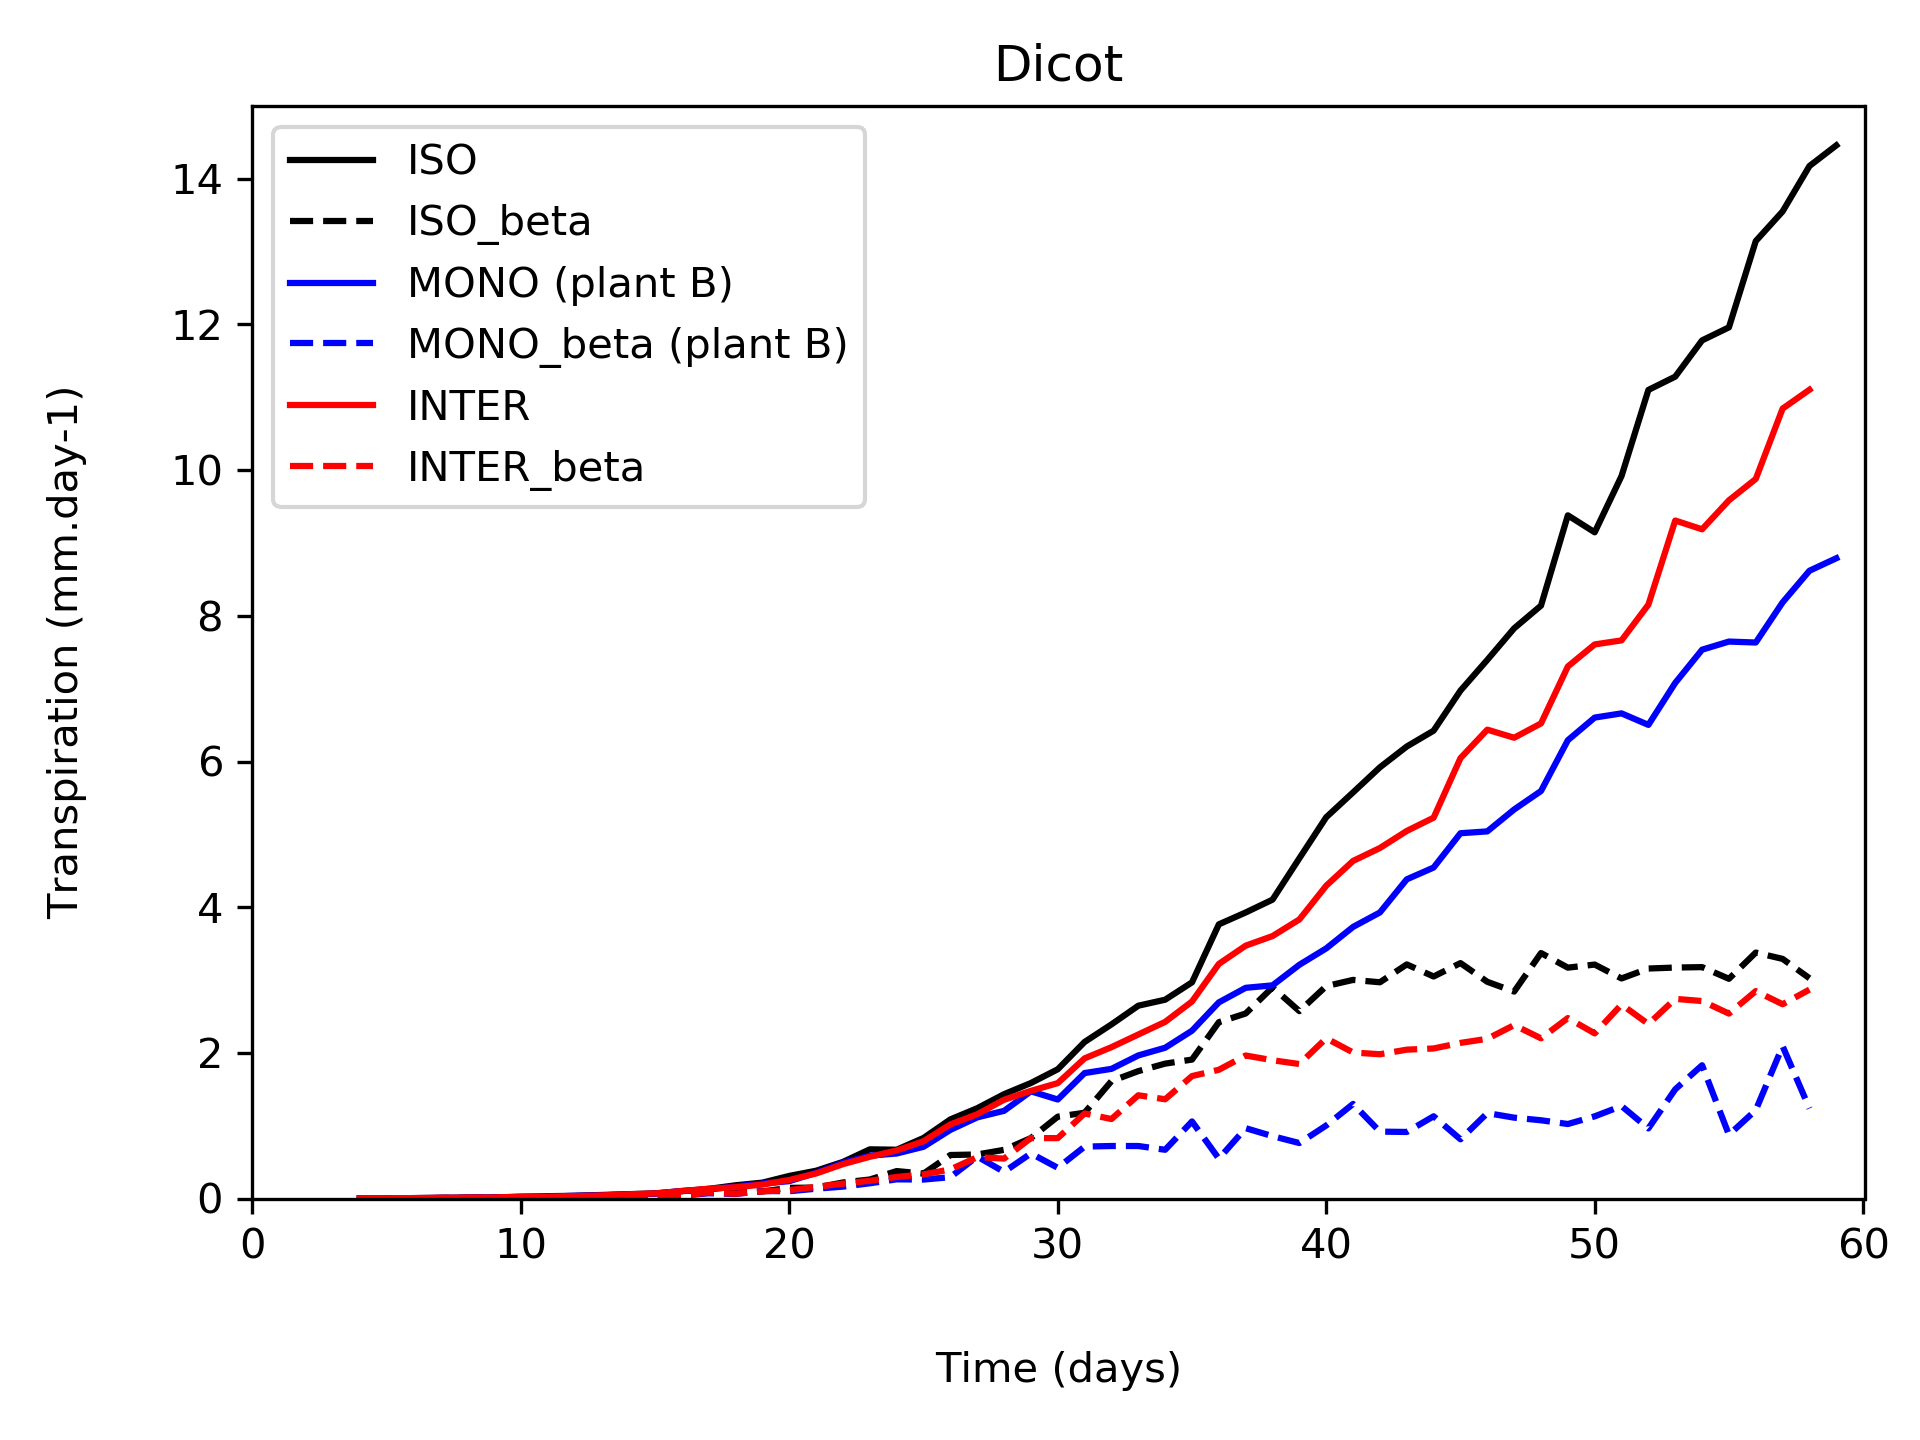 Dicot
ISO
ISO_beta
MONO (plant B)
MONO_beta (plant B)
INTER
INTER_beta
Transpiration (mm.day-1)
14
12
10
8
6
4
2
0
0 10 20 30 40 50 60
Time (days)